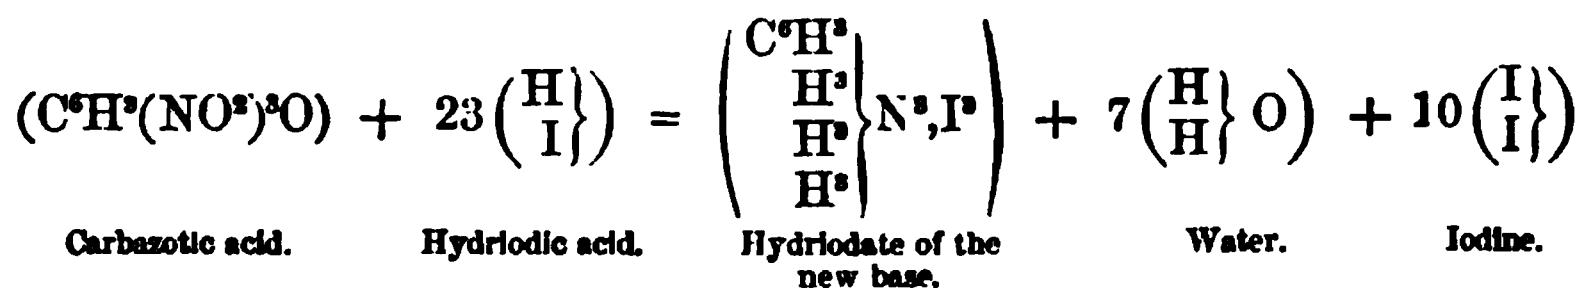 (C⁶H³(NO²)³O) + 23(H I}) = (C⁶H³ H³ H³ H³}N³,I³) + 7(H H} O) + 10(I I})
Carbazotic acid. Hydriodic acid. Hydriodate of the Water. Iodine.
new base.